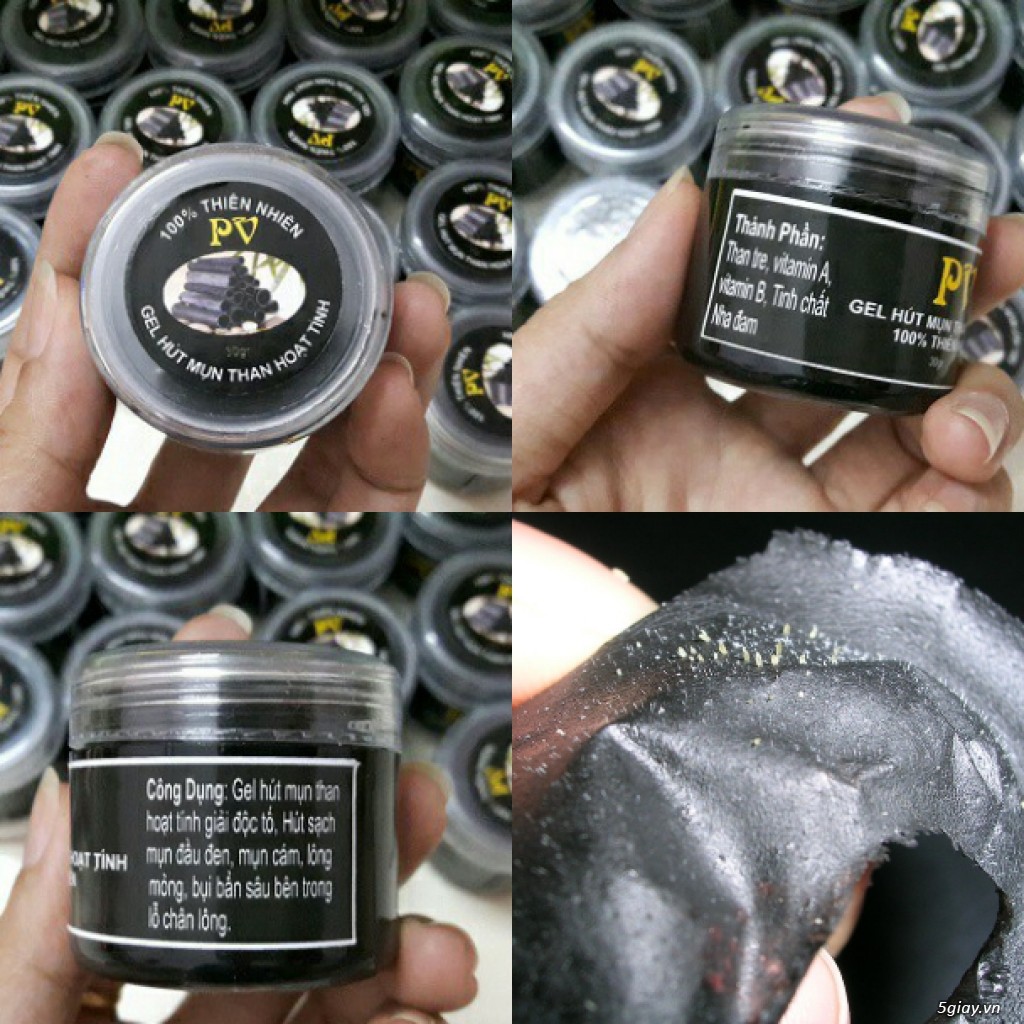 100% THIÊN NHIÊN
PV
30gr
GEL HÚT MỤN THAN HOẠT TÍNH
Thành Phần:
Than tre, vitamin A,
vitamin B, Tinh chất
Nha đam
PV
GEL HÚT MỤN
100% THIÊN
30g
Công Dụng: Gel hút mụn than
hoạt tính giải độc tố, Hút sạch
mụn đầu đen, mụn cám, lông
mỏng, bụi bẩn sâu bên trong
lỗ chân lông.
HOẠT TÍNH
5giay.vn